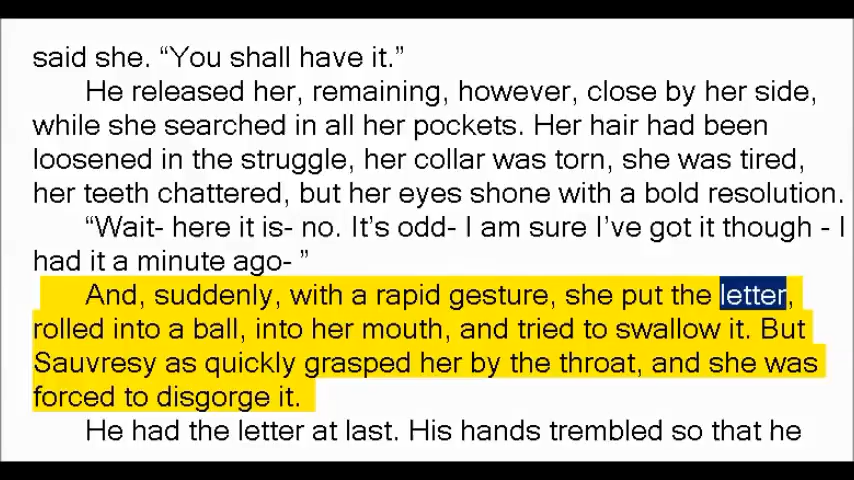 said she. “You shall have it.”
He released her, remaining, however, close by her side,
while she searched in all her pockets. Her hair had been
loosened in the struggle, her collar was torn, she was tired,
her teeth chattered, but her eyes shone with a bold resolution.
“Wait- here it is- no. It’s odd- I am sure I’ve got it though - I
had it a minute ago- ”
And, suddenly, with a rapid gesture, she put the letter,
rolled into a ball, into her mouth, and tried to swallow it. But
Sauvresy as quickly grasped her by the throat, and she was
forced to disgorge it.
He had the letter at last. His hands trembled so that he